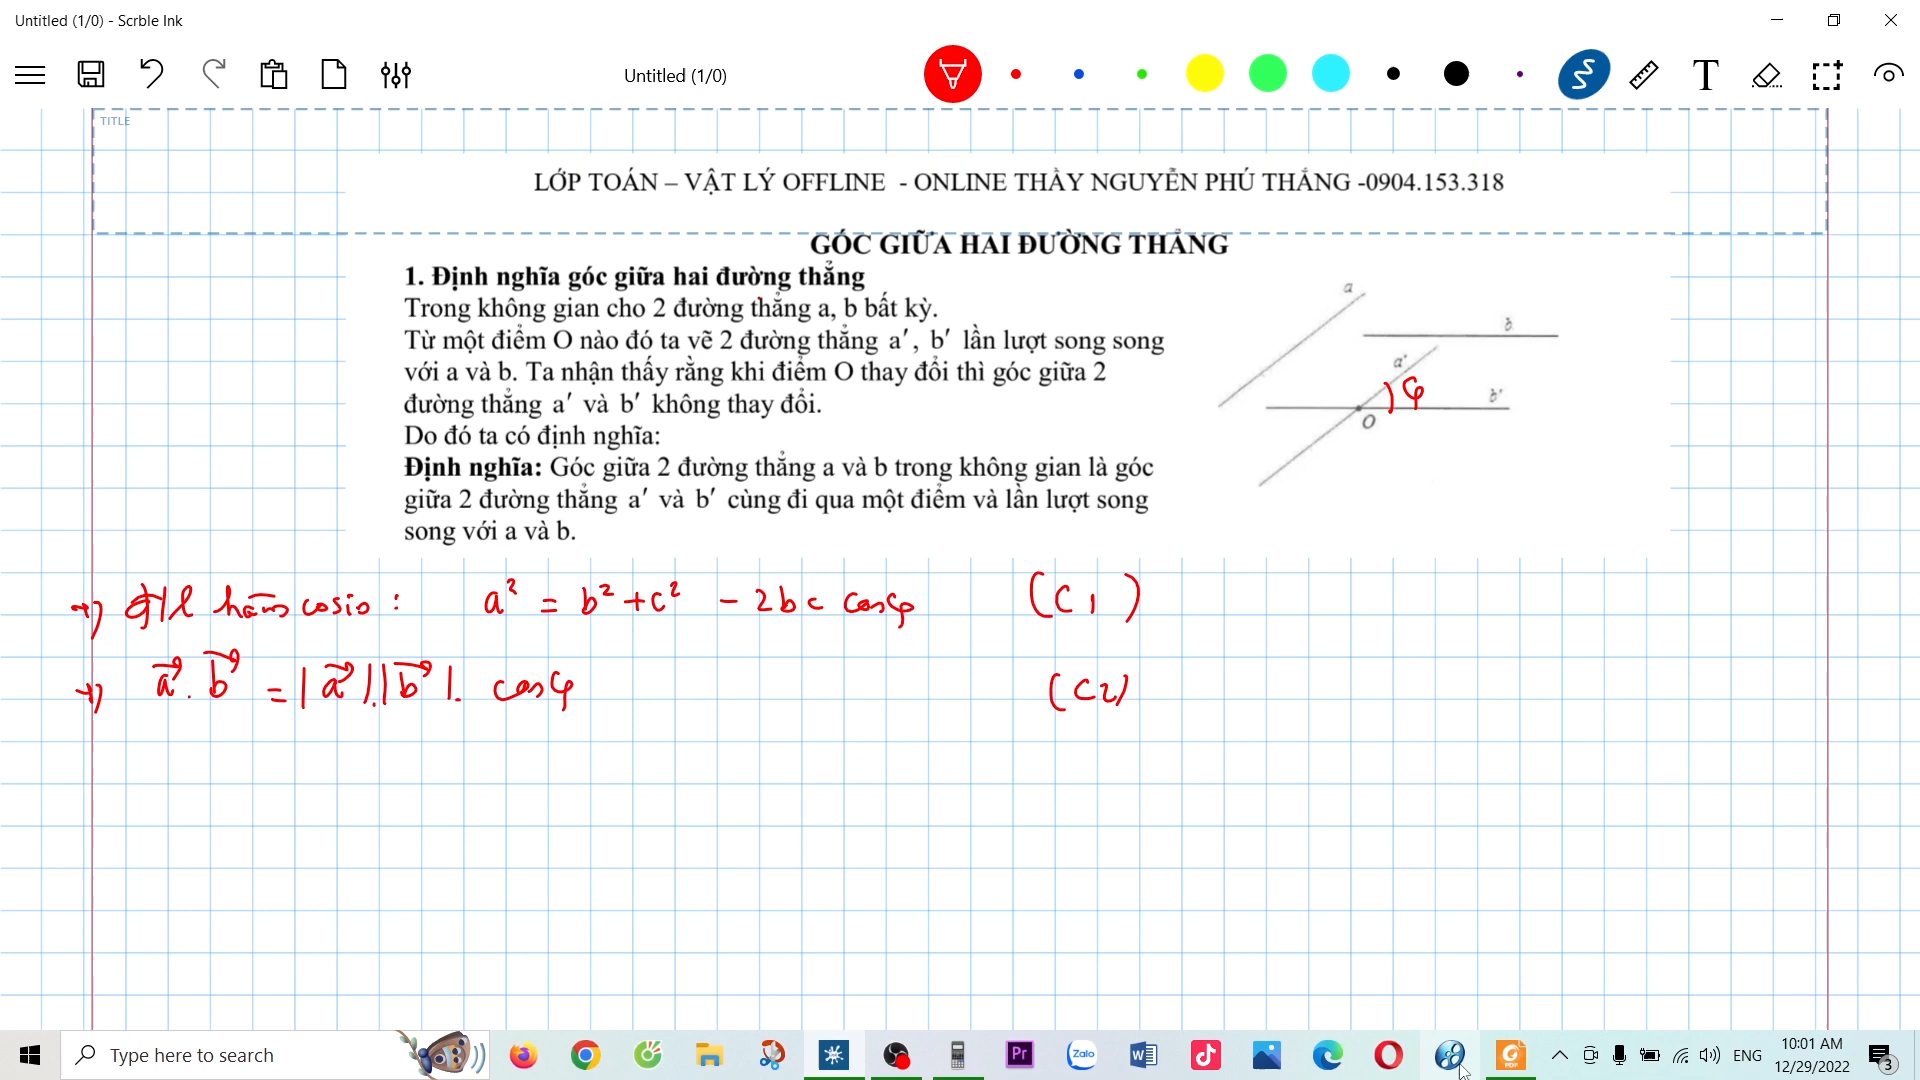 Untitled (1/0) - Scrble Ink
Untitled (1/0)
T
TITLE
LỚP TOÁN – VẬT LÝ OFFLINE - ONLINE THẦY NGUYỄN PHÚ THẮNG -0904.153.318
GÓC GIỮA HAI ĐƯỜNG THẲNG
1. Định nghĩa góc giữa hai đường thẳng
Trong không gian cho 2 đường thẳng a, b bất kỳ.
Từ một điểm O nào đó ta vẽ 2 đường thẳng a′, b′ lần lượt song song
với a và b. Ta nhận thấy rằng khi điểm O thay đổi thì góc giữa 2
đường thẳng a′ và b′ không thay đổi.
Do đó ta có định nghĩa:
Định nghĩa: Góc giữa 2 đường thẳng a và b trong không gian là góc
giữa 2 đường thẳng a′ và b′ cùng đi qua một điểm và lần lượt song
song với a và b.
a
b
a'
φ
b'
O
Đ/l hàm cosin : a² = b² + c² - 2bc cosφ (C1)
a⃗ . b⃗ = |a⃗|.|b⃗|. cosφ (C2)
Type here to search
Pr
Zalo
W
PDF
ENG
10:01 AM
12/29/2022
3